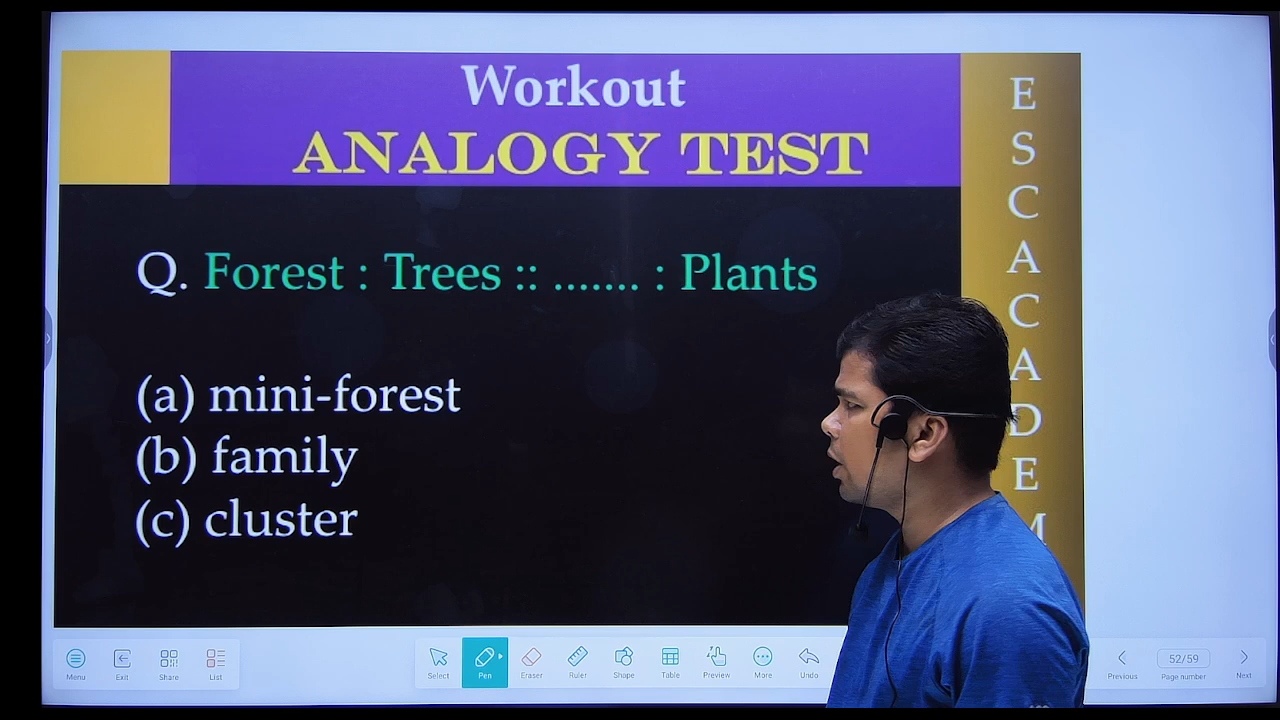 Workout
ANALOGY TEST
Q. Forest : Trees :: ....... : Plants
(a) mini-forest
(b) family
(c) cluster
E
S
C
A
C
A
D
E
M
Menu
Exit
Share
List
Select
Pen
Eraser
Ruler
Shape
Table
Preview
More
Undo
Previous
52/59
Page number
Next